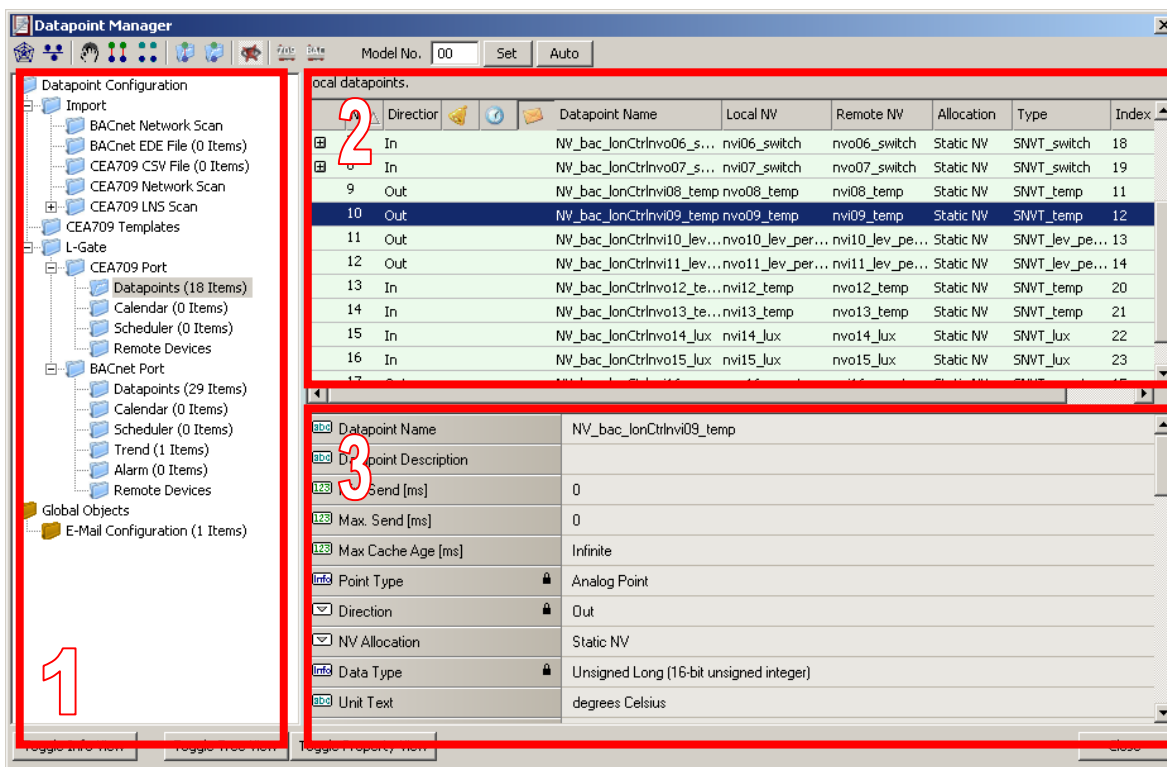 Datapoint Manager
Model No. 00 Set Auto
Datapoint Configuration
Import
BACnet Network Scan
BACnet EDE File (0 Items)
CEA709 CSV File (0 Items)
CEA709 Network Scan
CEA709 LNS Scan
CEA709 Templates
L-Gate
CEA709 Port
Datapoints (18 Items)
Calendar (0 Items)
Scheduler (0 Items)
Remote Devices
BACnet Port
Datapoints (29 Items)
Calendar (0 Items)
Scheduler (0 Items)
Trend (1 Items)
Alarm (0 Items)
Remote Devices
Global Objects
E-Mail Configuration (1 Items)
1
ocal datapoints.
2
Direction Datapoint Name Local NV Remote NV Allocation Type Index
In NV_bac_lonCtrlnvo06_s... nvi06_switch nvo06_switch Static NV SNVT_switch 18
In NV_bac_lonCtrlnvo07_s... nvi07_switch nvo07_switch Static NV SNVT_switch 19
9 Out NV_bac_lonCtrlnvi08_temp nvo08_temp nvi08_temp Static NV SNVT_temp 11
10 Out NV_bac_lonCtrlnvi09_temp nvo09_temp nvi09_temp Static NV SNVT_temp 12
11 Out NV_bac_lonCtrlnvi10_lev... nvo10_lev_per... nvi10_lev_pe... Static NV SNVT_lev_pe... 13
12 Out NV_bac_lonCtrlnvi11_lev... nvo11_lev_per... nvi11_lev_pe... Static NV SNVT_lev_pe... 14
13 In NV_bac_lonCtrlnvo12_te... nvi12_temp nvo12_temp Static NV SNVT_temp 20
14 In NV_bac_lonCtrlnvo13_te... nvi13_temp nvo13_temp Static NV SNVT_temp 21
15 In NV_bac_lonCtrlnvo14_lux nvi14_lux nvo14_lux Static NV SNVT_lux 22
16 In NV_bac_lonCtrlnvo15_lux nvi15_lux nvo15_lux Static NV SNVT_lux 23
3
Datapoint Name NV_bac_lonCtrlnvi09_temp
Datapoint Description
Send [ms] 0
Max. Send [ms] 0
Max Cache Age [ms] Infinite
Point Type Analog Point
Direction Out
NV Allocation Static NV
Data Type Unsigned Long (16-bit unsigned integer)
Unit Text degrees Celsius
Toggle Info View Toggle Tree View Toggle Property View Close